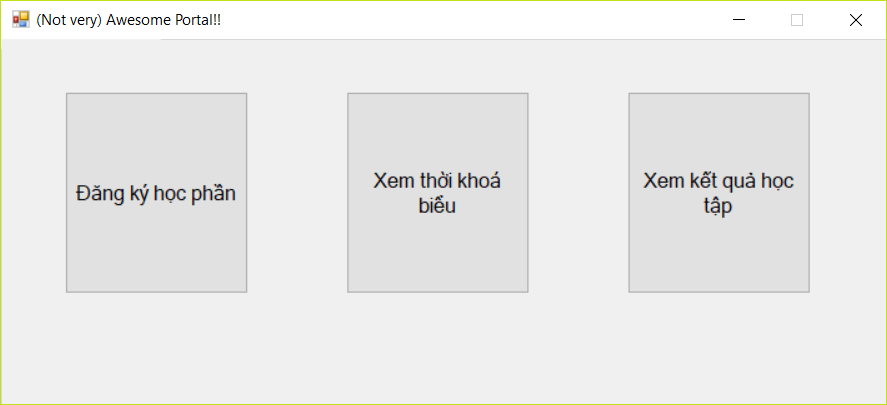 (Not very) Awesome Portal!!
Đăng ký học phần
Xem thời khoá
biểu
Xem kết quả học
tập